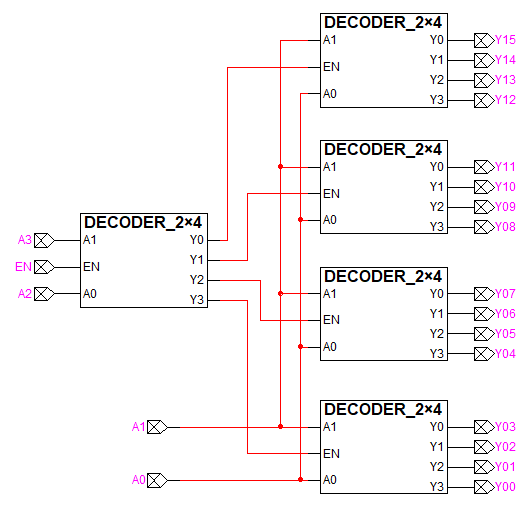 DECODER_2×4
A1 Y0 Y15
Y1 Y14
EN
Y2 Y13
A0
Y3 Y12
DECODER_2×4
A1 Y0 Y11
Y1 Y10
EN
Y2 Y09
A0
Y3 Y08
DECODER_2×4
A3 A1 Y0
Y1
EN EN
Y2
A2 A0
Y3
DECODER_2×4
A1 Y0 Y07
Y1 Y06
EN
Y2 Y05
A0
Y3 Y04
DECODER_2×4
A1 A1 Y0 Y03
Y1 Y02
EN
Y2 Y01
A0 A0
Y3 Y00